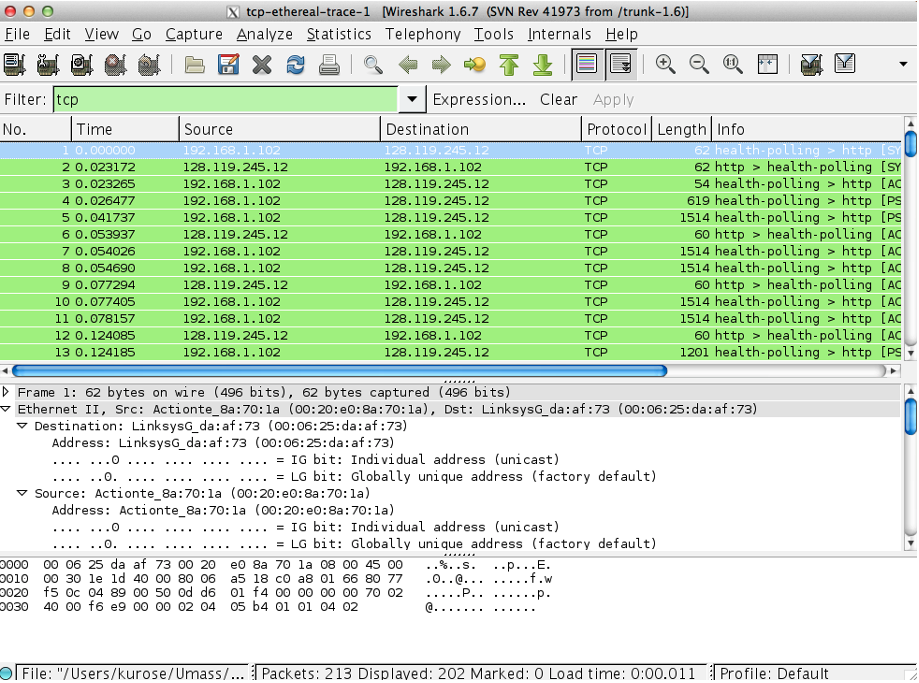 tcp-ethereal-trace-1 [Wireshark 1.6.7 (SVN Rev 41973 from /trunk-1.6)]
File Edit View Go Capture Analyze Statistics Telephony Tools Internals Help
Filter: tcp Expression... Clear Apply
No. Time Source Destination Protocol Length Info
1 0.000000 192.168.1.102 128.119.245.12 TCP 62 health-polling > http [SY
2 0.023172 128.119.245.12 192.168.1.102 TCP 62 http > health-polling [SY
3 0.023265 192.168.1.102 128.119.245.12 TCP 54 health-polling > http [AC
4 0.026477 192.168.1.102 128.119.245.12 TCP 619 health-polling > http [PS
5 0.041737 192.168.1.102 128.119.245.12 TCP 1514 health-polling > http [PS
6 0.053937 128.119.245.12 192.168.1.102 TCP 60 http > health-polling [AC
7 0.054026 192.168.1.102 128.119.245.12 TCP 1514 health-polling > http [AC
8 0.054690 192.168.1.102 128.119.245.12 TCP 1514 health-polling > http [AC
9 0.077294 128.119.245.12 192.168.1.102 TCP 60 http > health-polling [AC
10 0.077405 192.168.1.102 128.119.245.12 TCP 1514 health-polling > http [AC
11 0.078157 192.168.1.102 128.119.245.12 TCP 1514 health-polling > http [AC
12 0.124085 128.119.245.12 192.168.1.102 TCP 60 http > health-polling [AC
13 0.124185 192.168.1.102 128.119.245.12 TCP 1201 health-polling > http [PS
Frame 1: 62 bytes on wire (496 bits), 62 bytes captured (496 bits)
Ethernet II, Src: Actionte_8a:70:1a (00:20:e0:8a:70:1a), Dst: LinksysG_da:af:73 (00:06:25:da:af:73)
Destination: LinksysG_da:af:73 (00:06:25:da:af:73)
Address: LinksysG_da:af:73 (00:06:25:da:af:73)
.... ...0 .... .... .... .... = IG bit: Individual address (unicast)
.... ..0. .... .... .... .... = LG bit: Globally unique address (factory default)
Source: Actionte_8a:70:1a (00:20:e0:8a:70:1a)
Address: Actionte_8a:70:1a (00:20:e0:8a:70:1a)
.... ...0 .... .... .... .... = IG bit: Individual address (unicast)
.... ..0. .... .... .... .... = LG bit: Globally unique address (factory default)
0000 00 06 25 da af 73 00 20 e0 8a 70 1a 08 00 45 00 ..%..s. ..p...E.
0010 00 30 1e 1d 40 00 80 06 a5 18 c0 a8 01 66 80 77 .0..@... .....f.w
0020 f5 0c 04 89 00 50 0d d6 01 f4 00 00 00 00 70 02 .....P.. ......p.
0030 40 00 f6 e9 00 00 02 04 05 b4 01 01 04 02 @....... ......
File: "/Users/kurose/Umass/... Packets: 213 Displayed: 202 Marked: 0 Load time: 0:00.011 Profile: Default